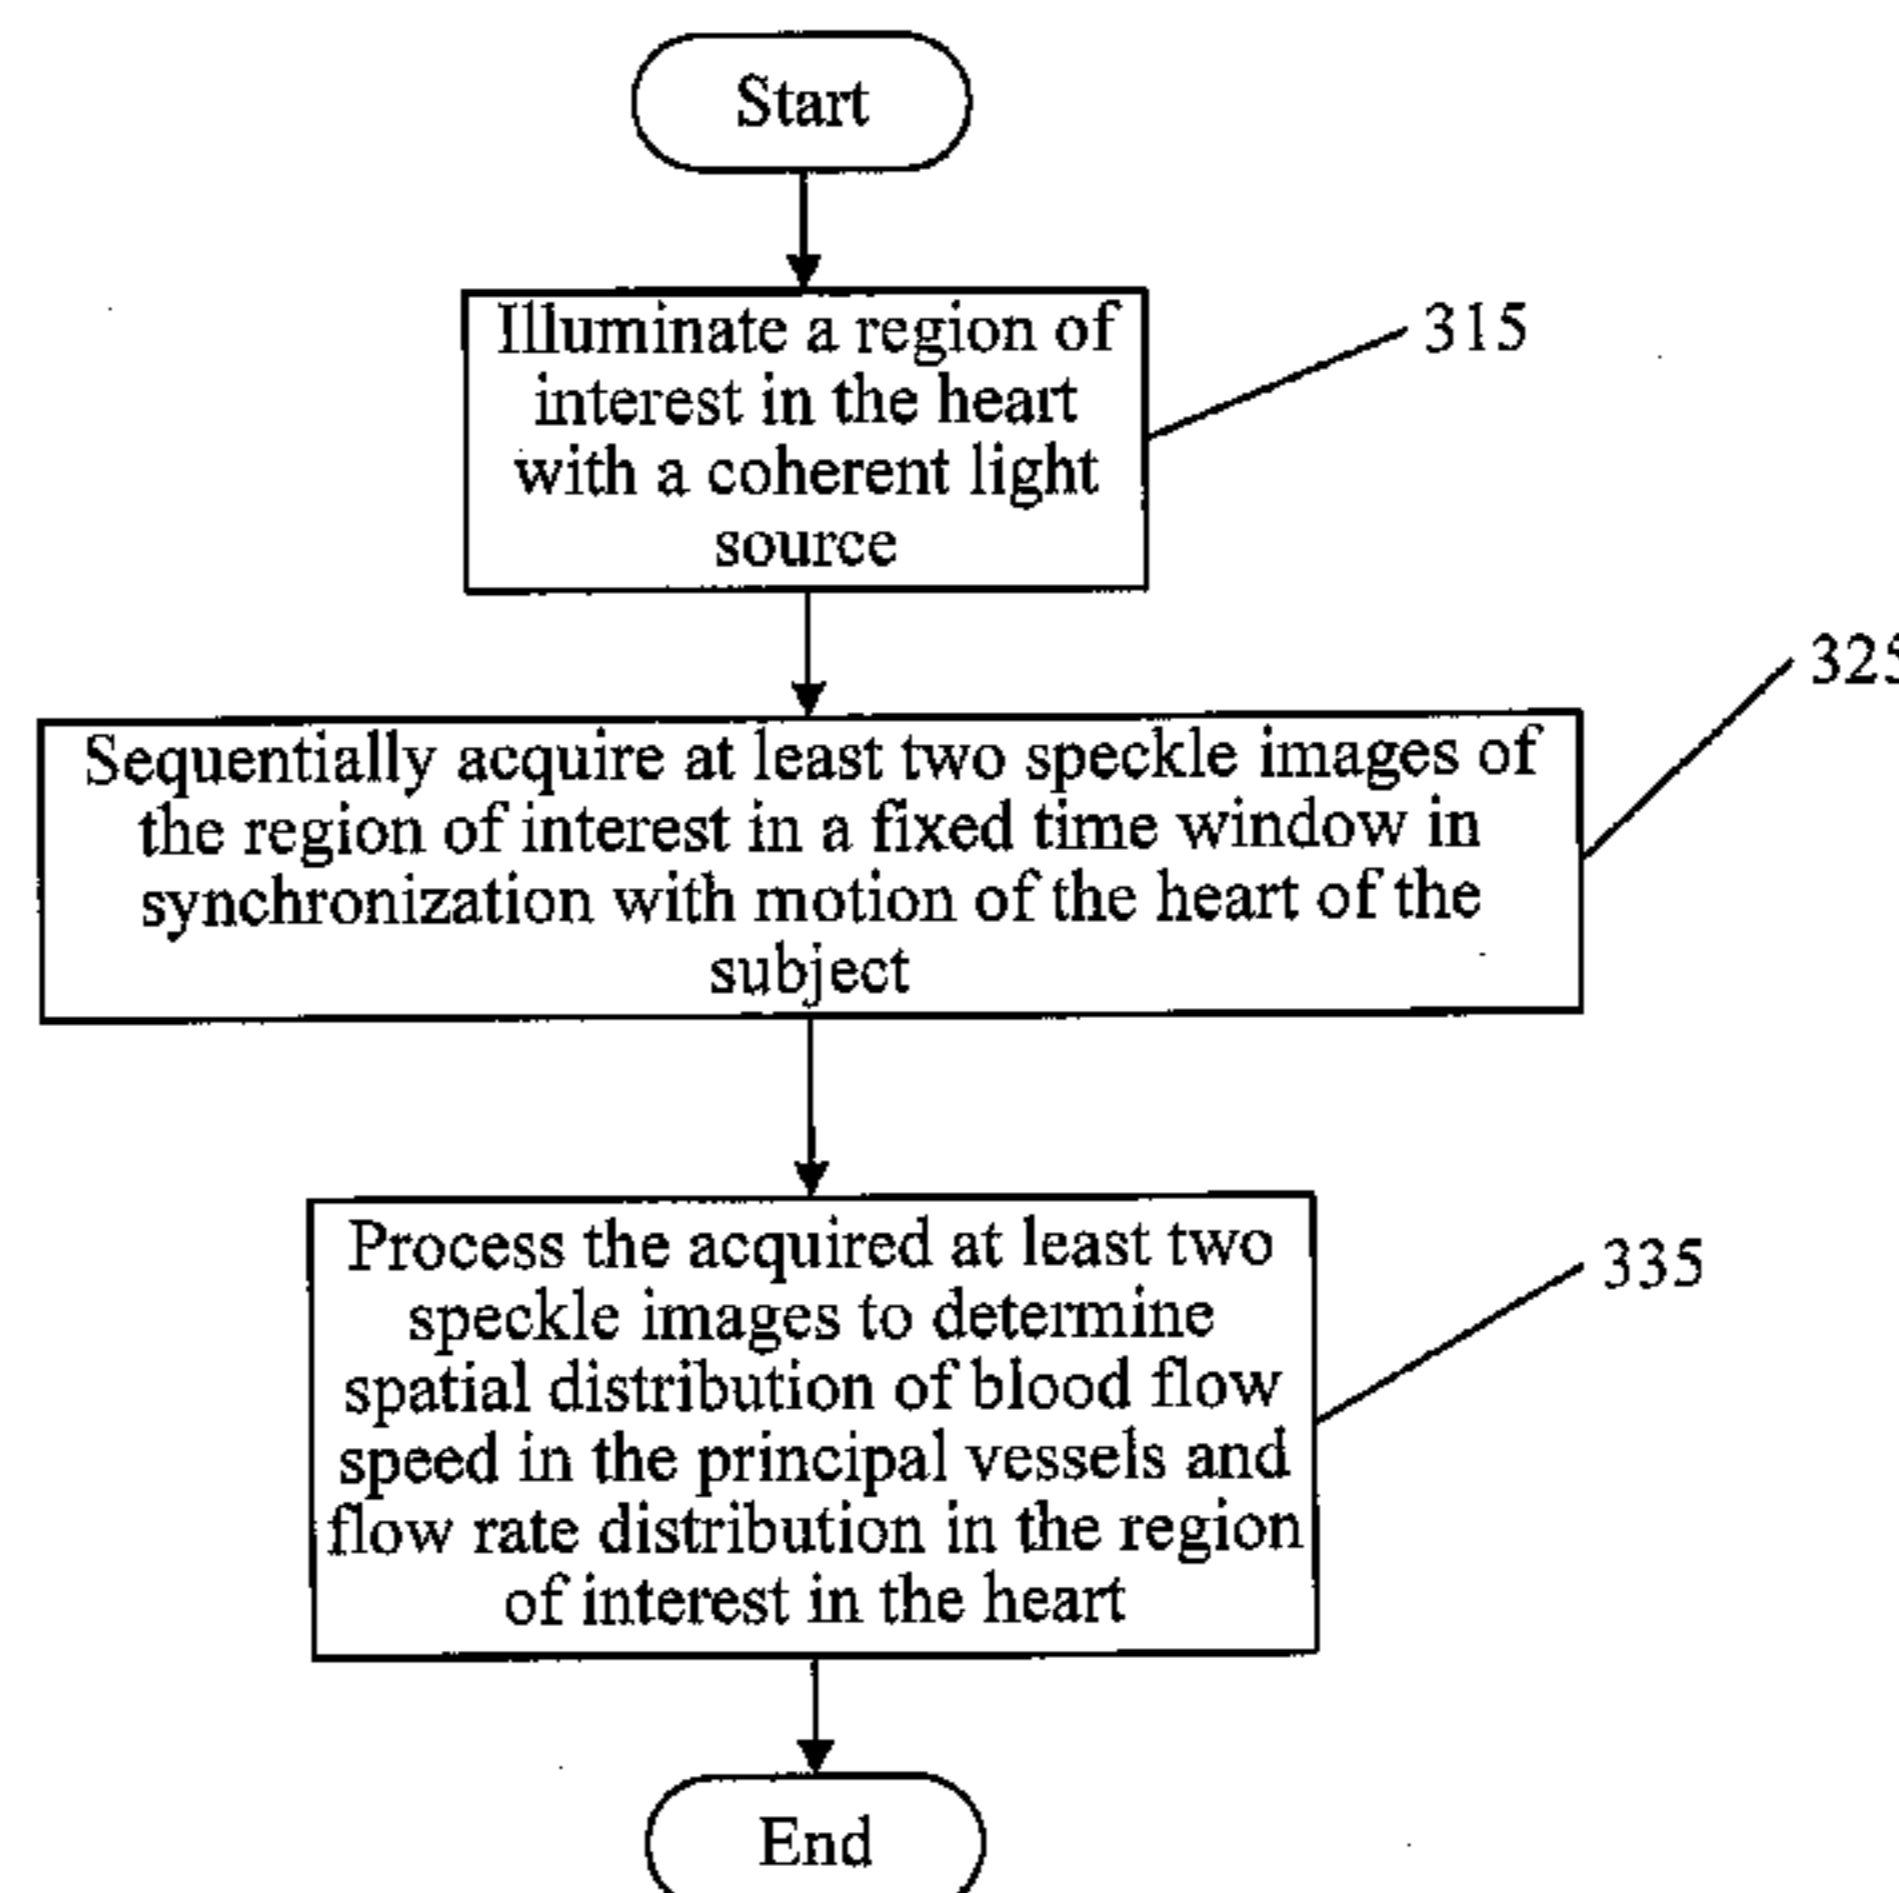 Start
Illuminate a region of
interest in the heart
with a coherent light
source
315
325
Sequentially acquire at least two speckle images of
the region of interest in a fixed time window in
synchronization with motion of the heart of the
subject
Process the acquired at least two
speckle images to determine
spatial distribution of blood flow
speed in the principal vessels and
flow rate distribution in the region
of interest in the heart
335
End